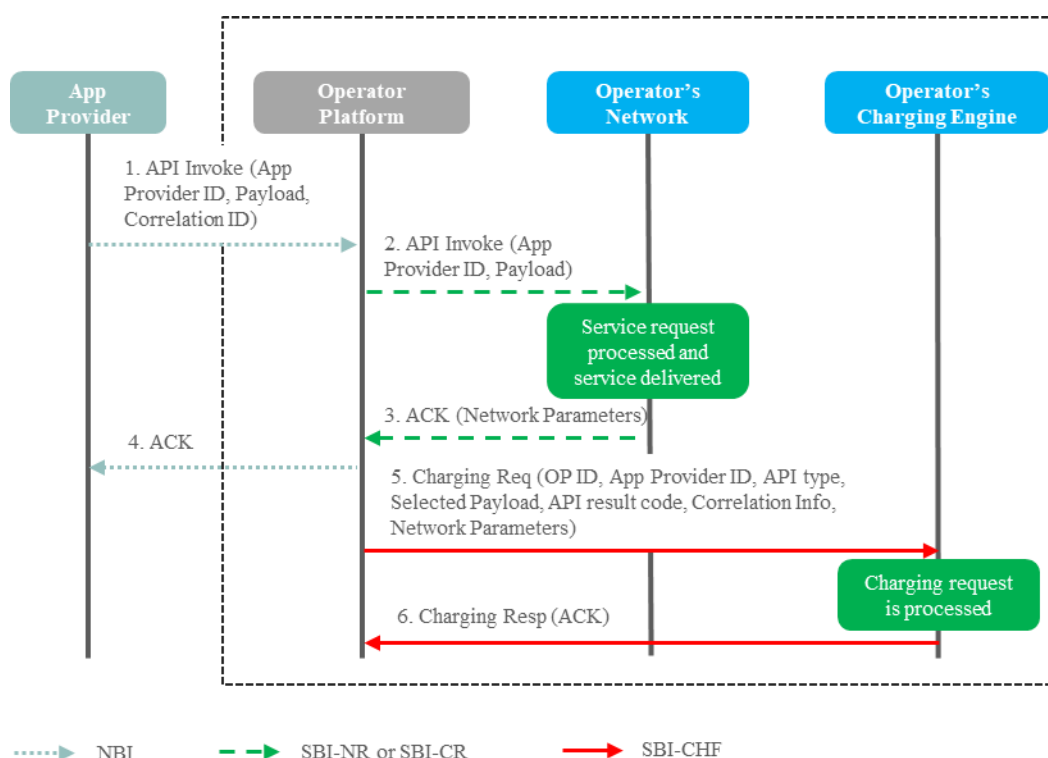 App
Provider
Operator
Platform
Operator's
Network
Operator's
Charging Engine
1. API Invoke (App
Provider ID, Payload,
Correlation ID)
2. API Invoke (App
Provider ID, Payload)
Service request
processed and
service delivered
3. ACK (Network Parameters)
4. ACK
5. Charging Req (OP ID, App Provider ID, API type,
Selected Payload, API result code, Correlation Info,
Network Parameters)
Charging request
is processed
6. Charging Resp (ACK)
NBI
SBI-NR or SBI-CR
SBI-CHF